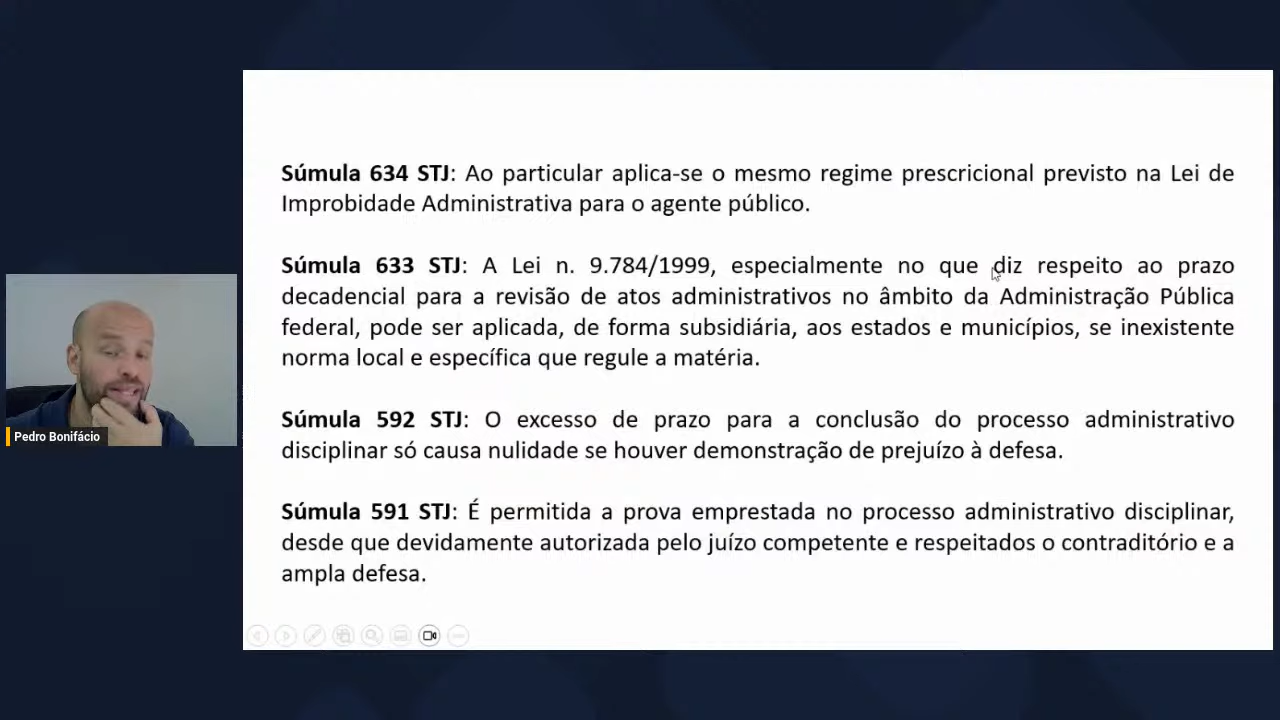 Súmula 634 STJ: Ao particular aplica-se o mesmo regime prescricional previsto na Lei de
Improbidade Administrativa para o agente público.
Súmula 633 STJ: A Lei n. 9.784/1999, especialmente no que diz respeito ao prazo
decadencial para a revisão de atos administrativos no âmbito da Administração Pública
federal, pode ser aplicada, de forma subsidiária, aos estados e municípios, se inexistente
norma local e específica que regule a matéria.
Súmula 592 STJ: O excesso de prazo para a conclusão do processo administrativo
disciplinar só causa nulidade se houver demonstração de prejuízo à defesa.
Súmula 591 STJ: É permitida a prova emprestada no processo administrativo disciplinar,
desde que devidamente autorizada pelo juízo competente e respeitados o contraditório e a
ampla defesa.
Pedro Bonifácio